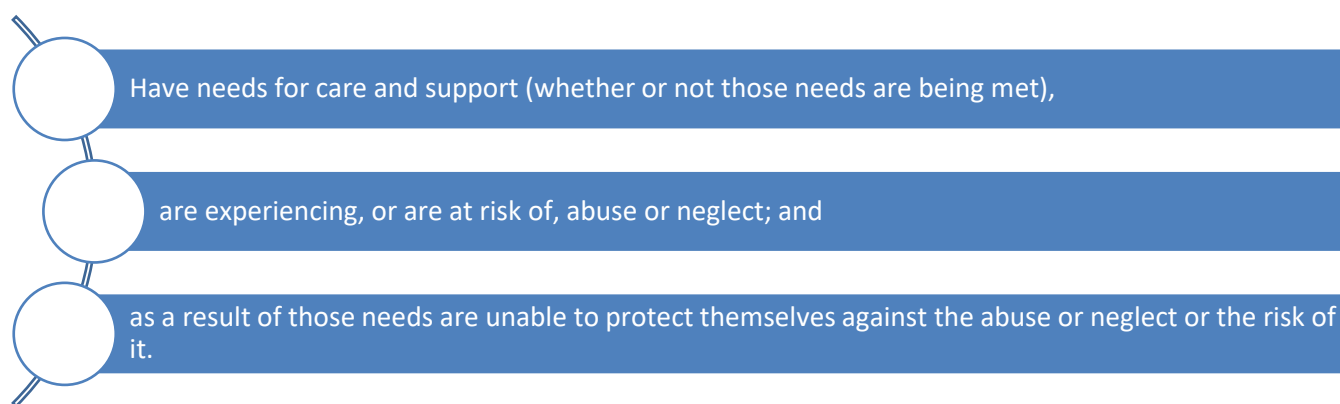 Have needs for care and support (whether or not those needs are being met),
are experiencing, or are at risk of, abuse or neglect; and
as a result of those needs are unable to protect themselves against the abuse or neglect or the risk of
it.